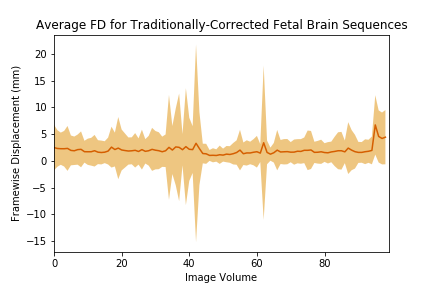 Average FD for Traditionally-Corrected Fetal Brain Sequences
Framewise Displacement (mm)
20
15
10
5
0
−5
−10
−15
0 20 40 60 80
Image Volume